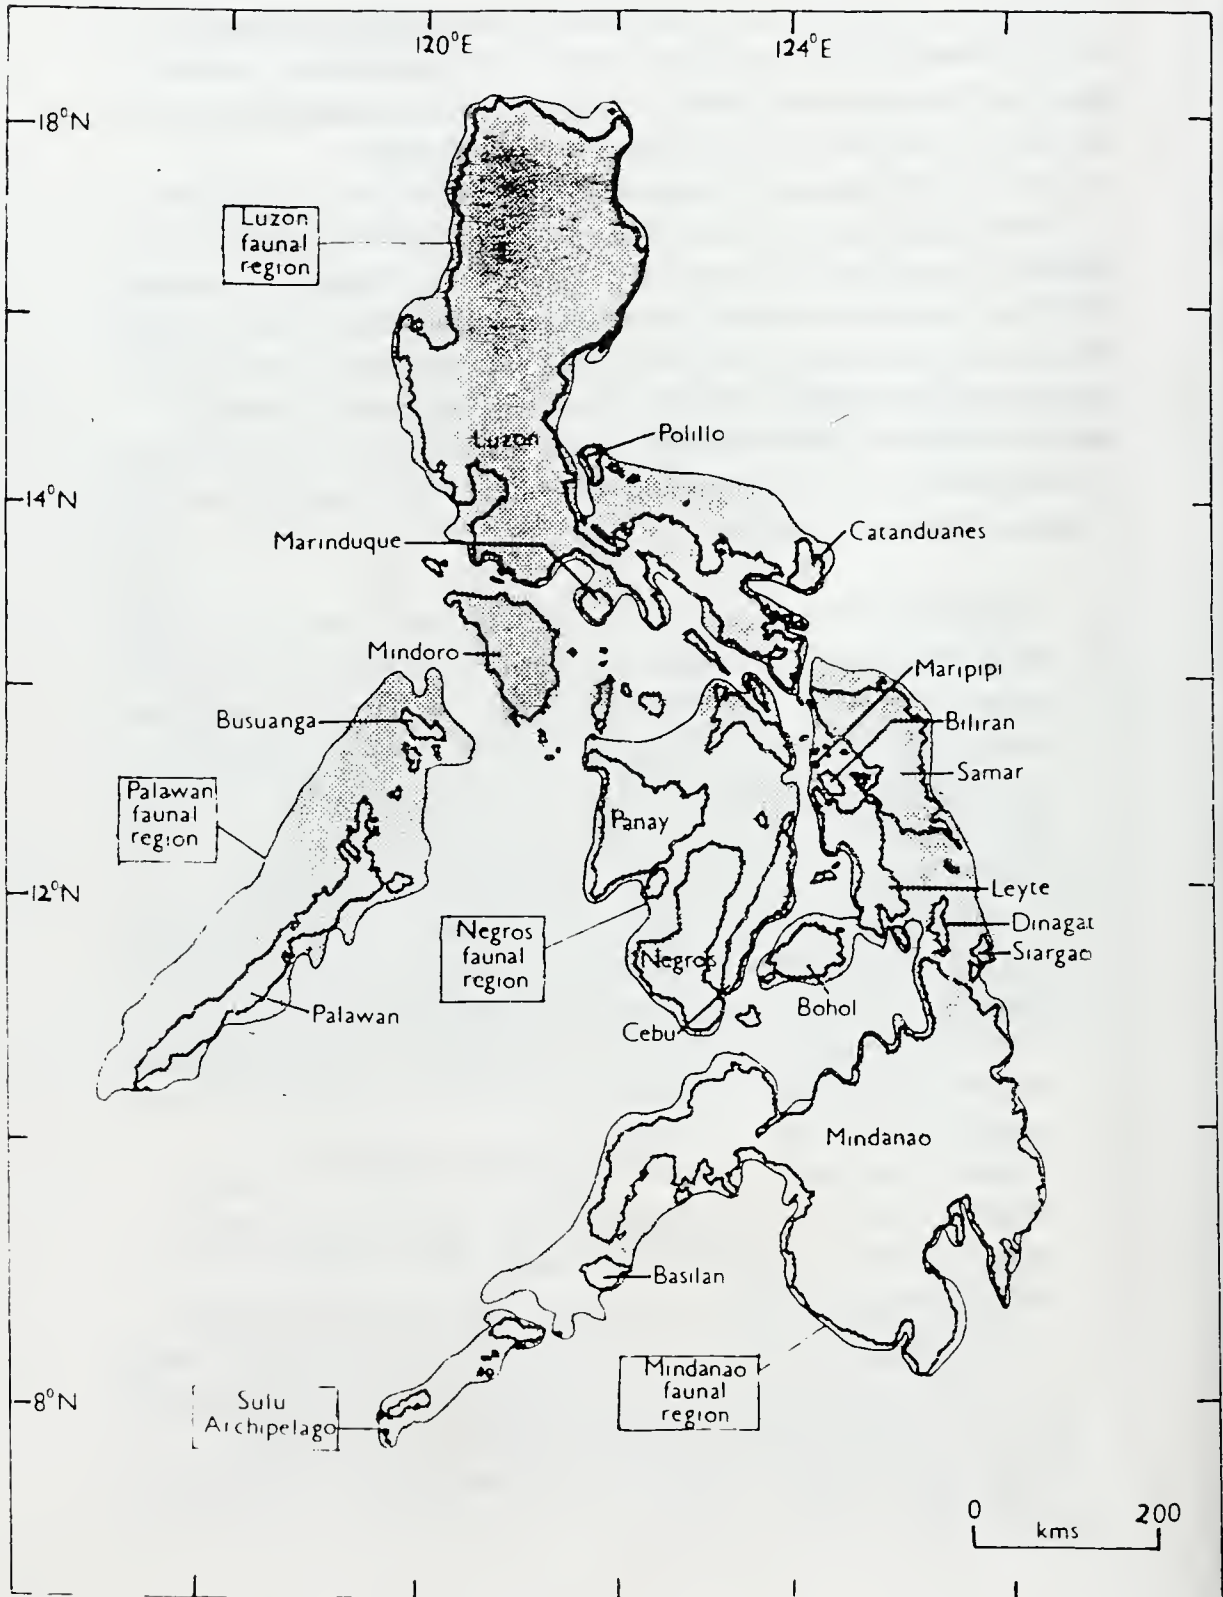 120°E
124°E
18°N
Luzon
faunal
region
Luzon
Polillo
14°N
Marinduque
Catanduanes
Mindoro
Maripipi
Busuanga
Biliran
Samar
Palawan
faunal
region
Panay
12°N
Leyte
Negros
faunal
region
Dinagat
Siargao
Negros
Palawan
Bohol
Cebu
Mindanao
Basilan
Mindanao
faunal
region
Sulu
Archipelago
8°N
0 200
kms